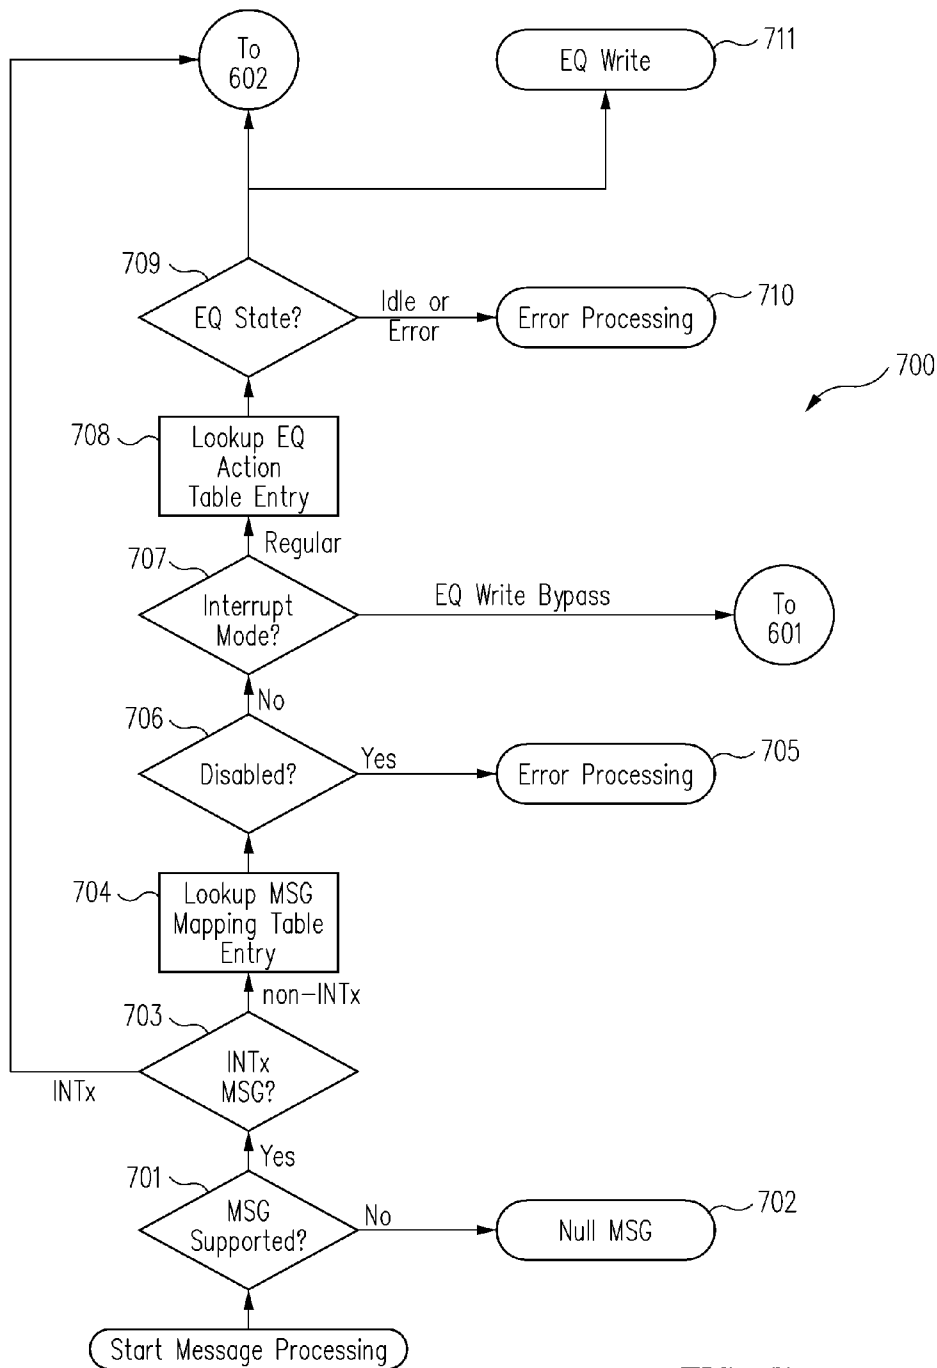 To
602
EQ Write
711
709
EQ State?
Idle or
Error
Error Processing
710
700
708
Lookup EQ
Action
Table Entry
Regular
707
Interrupt
Mode?
EQ Write Bypass
To
601
No
706
Disabled?
Yes
Error Processing
705
704
Lookup MSG
Mapping Table
Entry
non-INTx
703
INTx
MSG?
INTx
Yes
701
MSG
Supported?
No
Null MSG
702
Start Message Processing